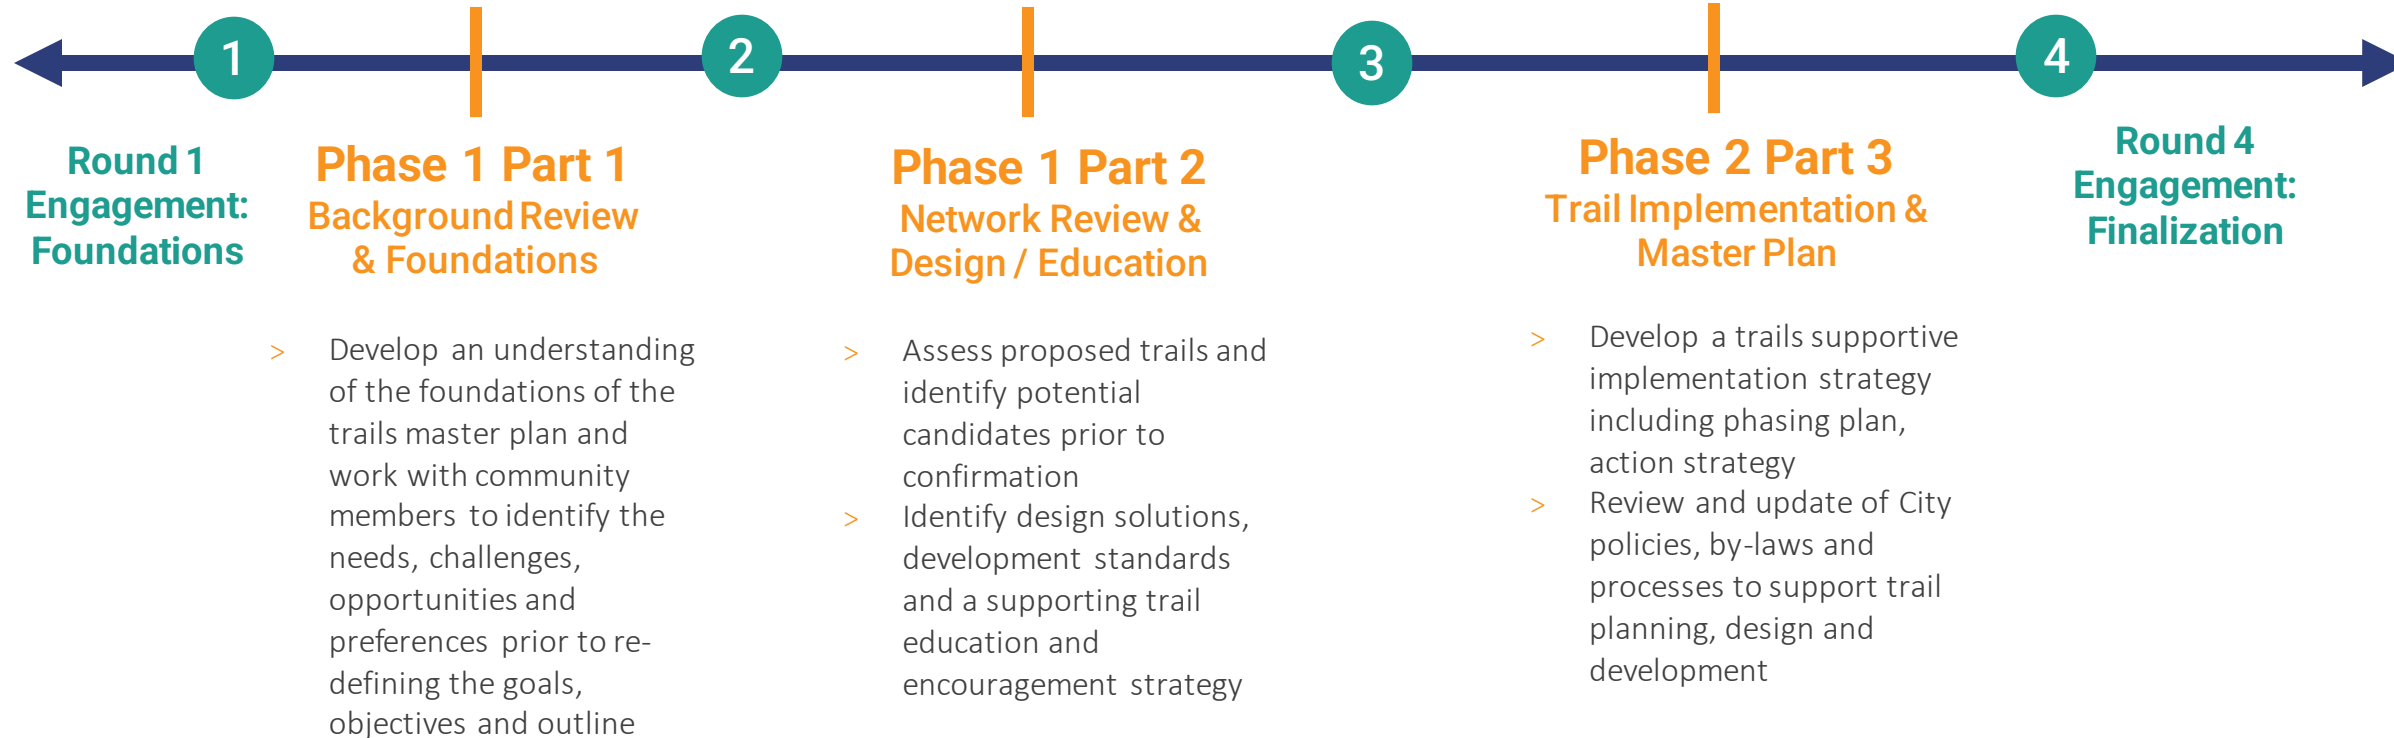 1
2
3
4
Round 1
Engagement:
Foundations
Phase 1 Part 1
Background Review
& Foundations
> Develop an understanding
of the foundations of the
trails master plan and
work with community
members to identify the
needs, challenges,
opportunities and
preferences prior to re-
defining the goals,
objectives and outline
Phase 1 Part 2
Network Review &
Design / Education
> Assess proposed trails and
identify potential
candidates prior to
confirmation
> Identify design solutions,
development standards
and a supporting trail
education and
encouragement strategy
Phase 2 Part 3
Trail Implementation &
Master Plan
> Develop a trails supportive
implementation strategy
including phasing plan,
action strategy
> Review and update of City
policies, by-laws and
processes to support trail
planning, design and
development
Round 4
Engagement:
Finalization